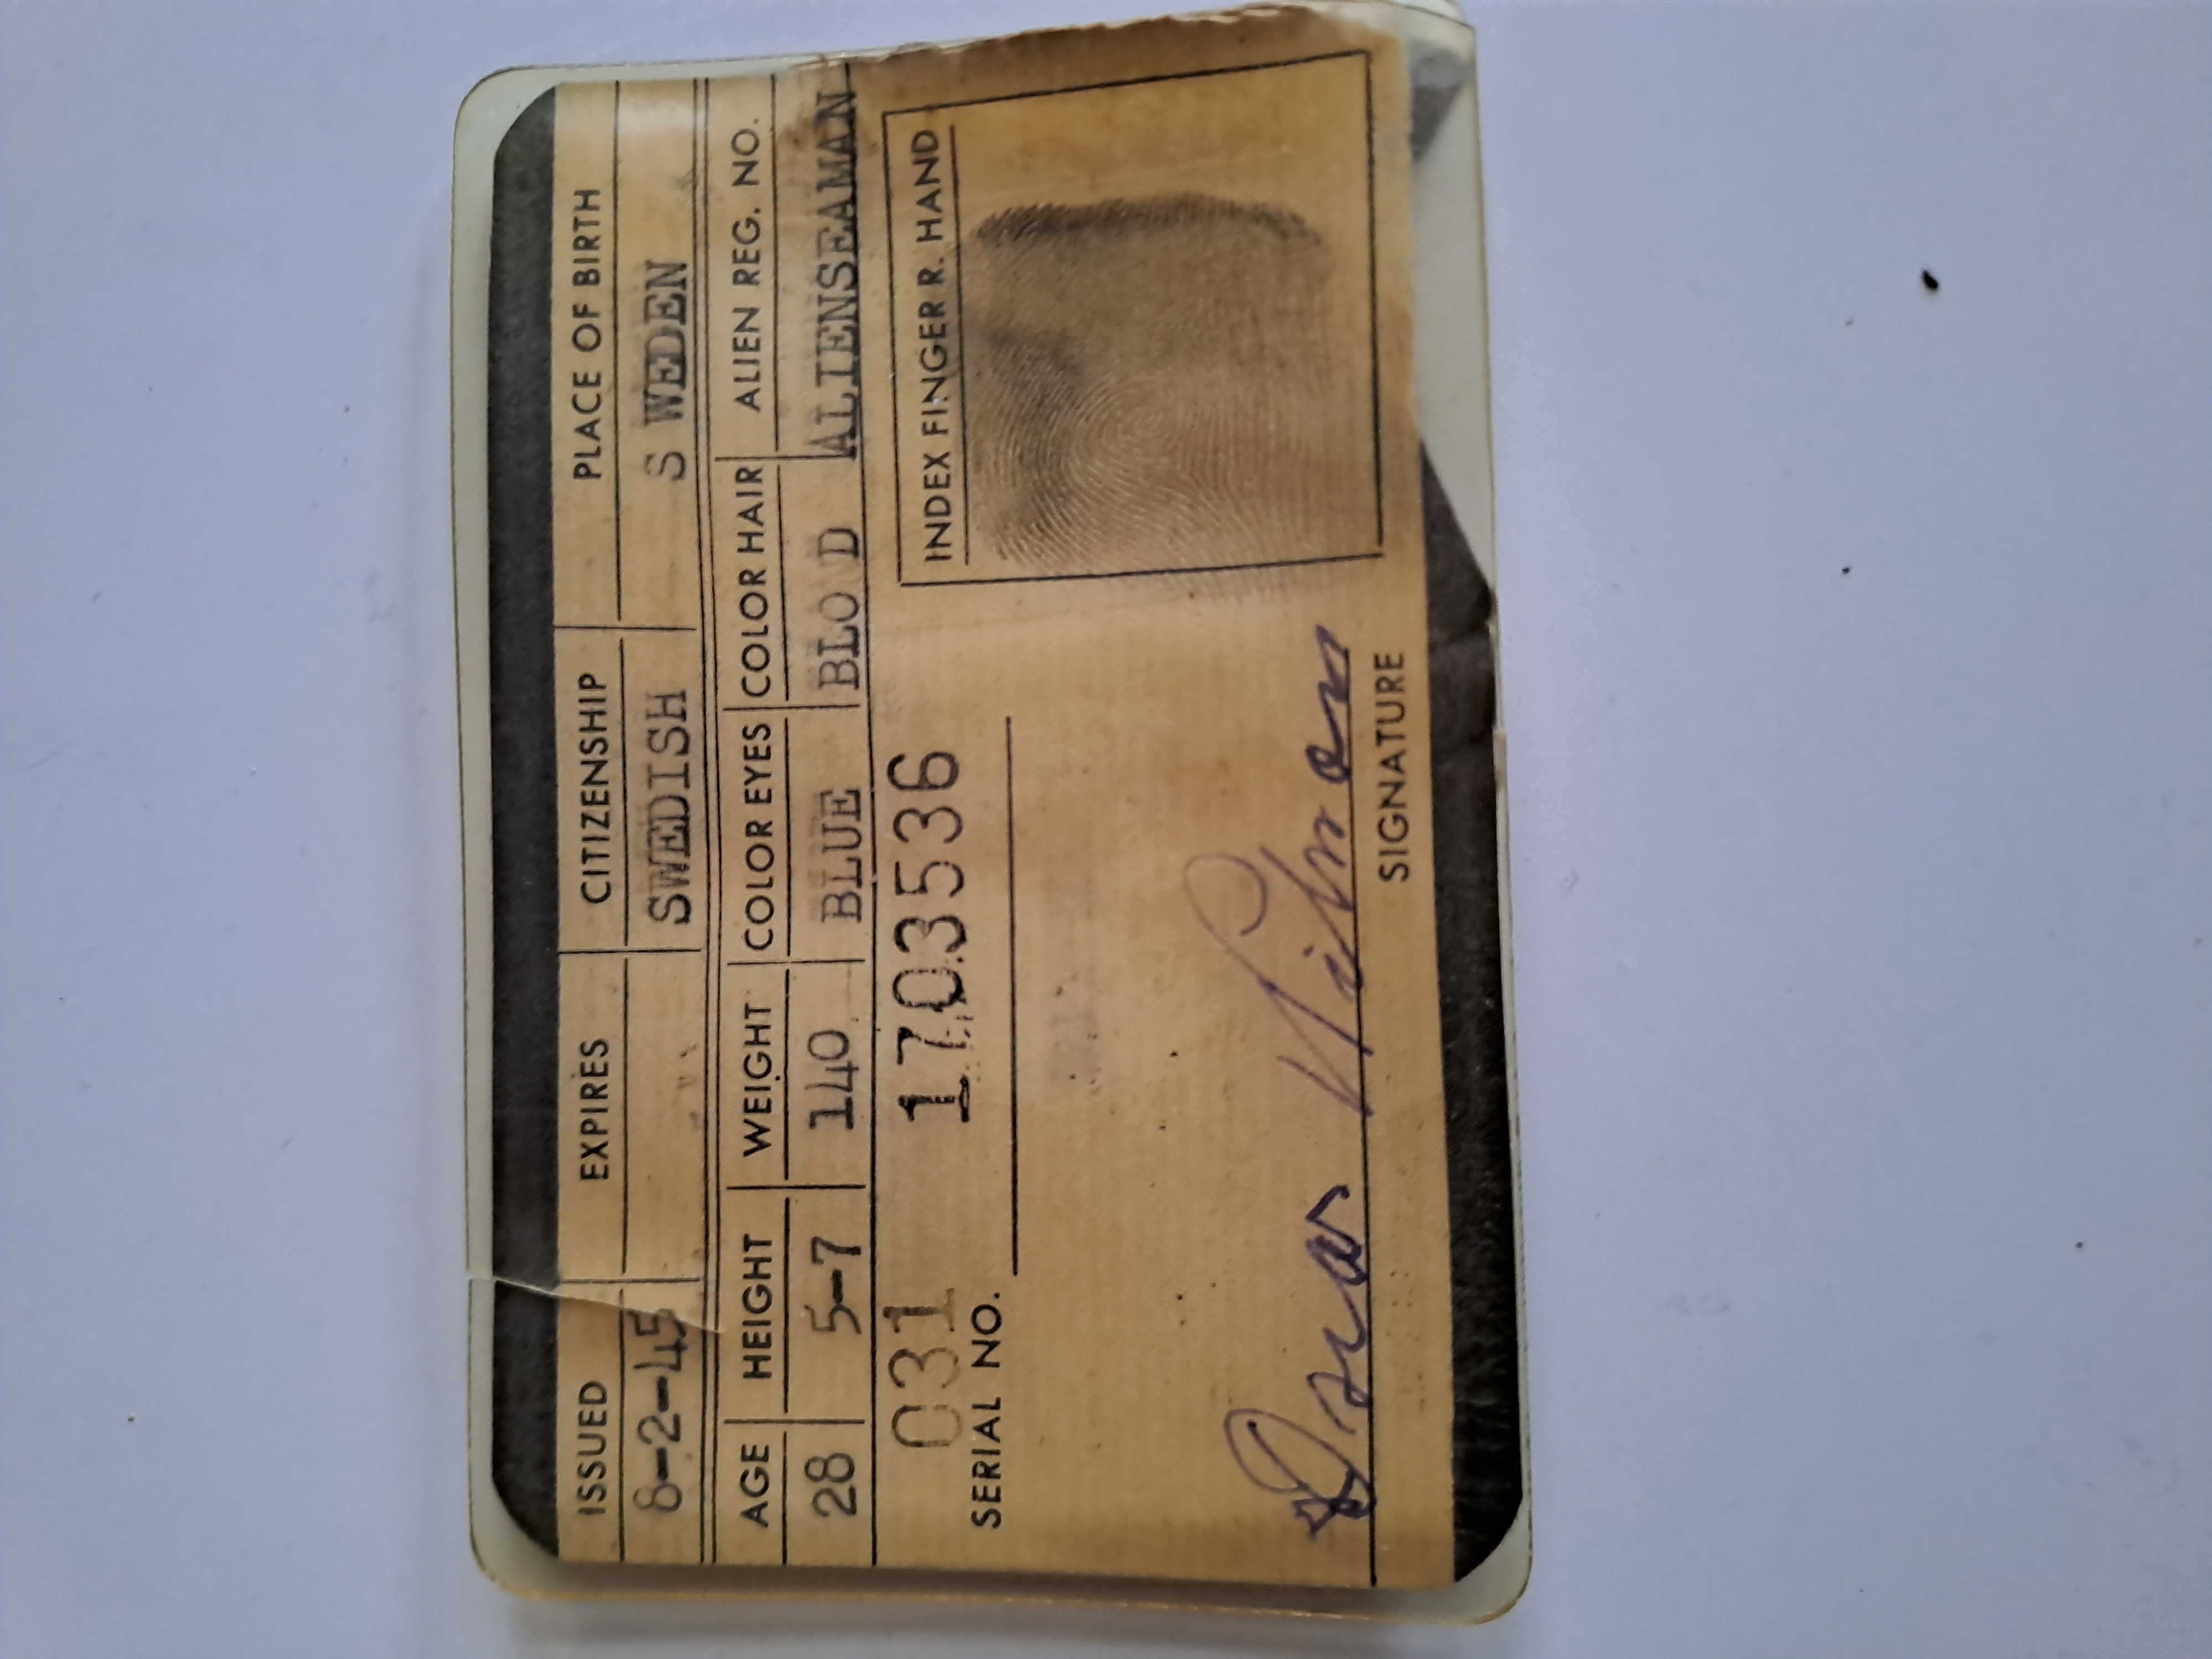 ISSUED EXPIRES CITIZENSHIP PLACE OF BIRTH
8-2-45 SWEDISH S WEDEN
AGE HEIGHT WEIGHT COLOR EYES COLOR HAIR ALIEN REG. NO.
28 5-7 140 BLUE BLO D ALIENSEAMAN
031 1703536
SERIAL NO.
INDEX FINGER R. HAND
Oscar
SIGNATURE